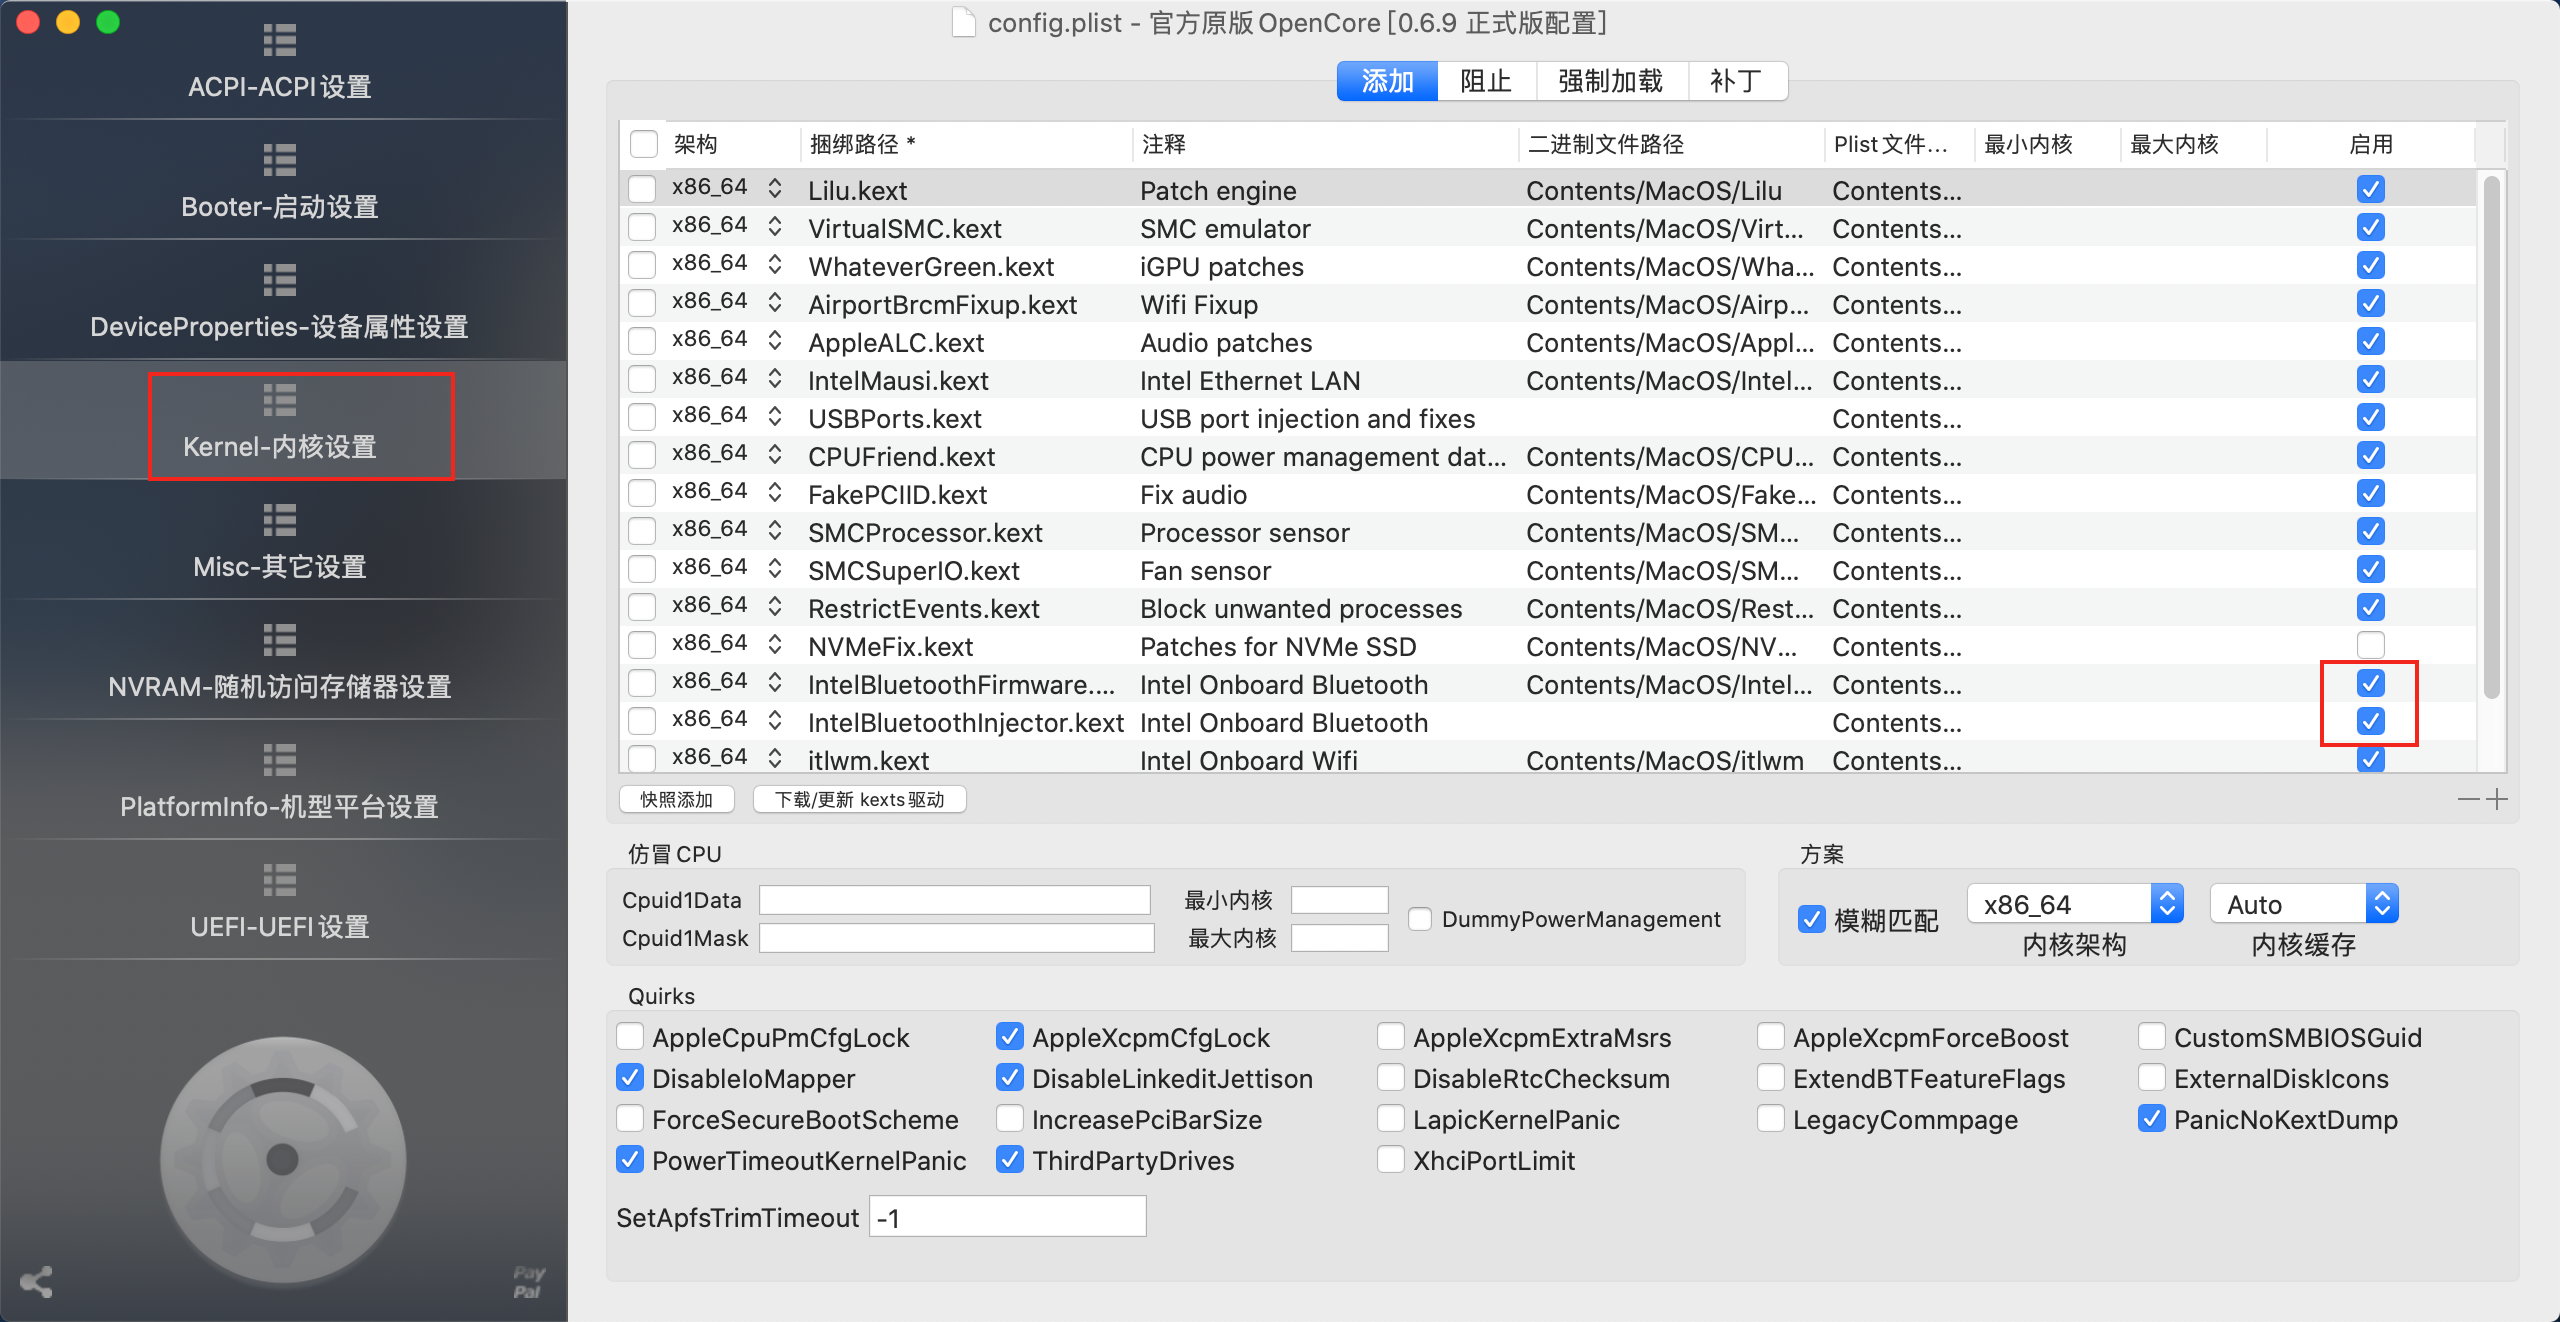 config.plist - 官方原版 OpenCore [0.6.9 正式版配置]
ACPI-ACPI 设置
Booter-启动设置
DeviceProperties-设备属性设置
Kernel-内核设置
Misc-其它设置
NVRAM-随机访问存储器设置
PlatformInfo-机型平台设置
UEFI-UEFI 设置
Pay
Pal
添加 阻止 强制加载 补丁
架构 捆绑路径 * 注释 二进制文件路径 Plist 文件... 最小内核 最大内核 启用
x86_64 Lilu.kext Patch engine Contents/MacOS/Lilu Contents...
x86_64 VirtualSMC.kext SMC emulator Contents/MacOS/Virt... Contents...
x86_64 WhateverGreen.kext iGPU patches Contents/MacOS/Wha... Contents...
x86_64 AirportBrcmFixup.kext Wifi Fixup Contents/MacOS/Airp... Contents...
x86_64 AppleALC.kext Audio patches Contents/MacOS/Appl... Contents...
x86_64 IntelMausi.kext Intel Ethernet LAN Contents/MacOS/Intel... Contents...
x86_64 USBPorts.kext USB port injection and fixes Contents...
x86_64 CPUFriend.kext CPU power management dat... Contents/MacOS/CPU... Contents...
x86_64 FakePCIID.kext Fix audio Contents/MacOS/Fake... Contents...
x86_64 SMCProcessor.kext Processor sensor Contents/MacOS/SM... Contents...
x86_64 SMCSuperIO.kext Fan sensor Contents/MacOS/SM... Contents...
x86_64 RestrictEvents.kext Block unwanted processes Contents/MacOS/Rest... Contents...
x86_64 NVMeFix.kext Patches for NVMe SSD Contents/MacOS/NV... Contents...
x86_64 IntelBluetoothFirmware.... Intel Onboard Bluetooth Contents/MacOS/Intel... Contents...
x86_64 IntelBluetoothInjector.kext Intel Onboard Bluetooth Contents...
x86_64 itlwm.kext Intel Onboard Wifi Contents/MacOS/itlwm Contents...
快照添加 下载/更新 kexts 驱动
仿冒 CPU
Cpuid1Data 最小内核
Cpuid1Mask 最大内核
DummyPowerManagement
方案
模糊匹配 x86_64 Auto
内核架构 内核缓存
Quirks
AppleCpuPmCfgLock AppleXcpmCfgLock AppleXcpmExtraMsrs AppleXcpmForceBoost CustomSMBIOSGuid
DisableIoMapper DisableLinkeditJettison DisableRtcChecksum ExtendBTFeatureFlags ExternalDiskIcons
ForceSecureBootScheme IncreasePciBarSize LapicKernelPanic LegacyCommpage PanicNoKextDump
PowerTimeoutKernelPanic ThirdPartyDrives XhciPortLimit
SetApfsTrimTimeout -1